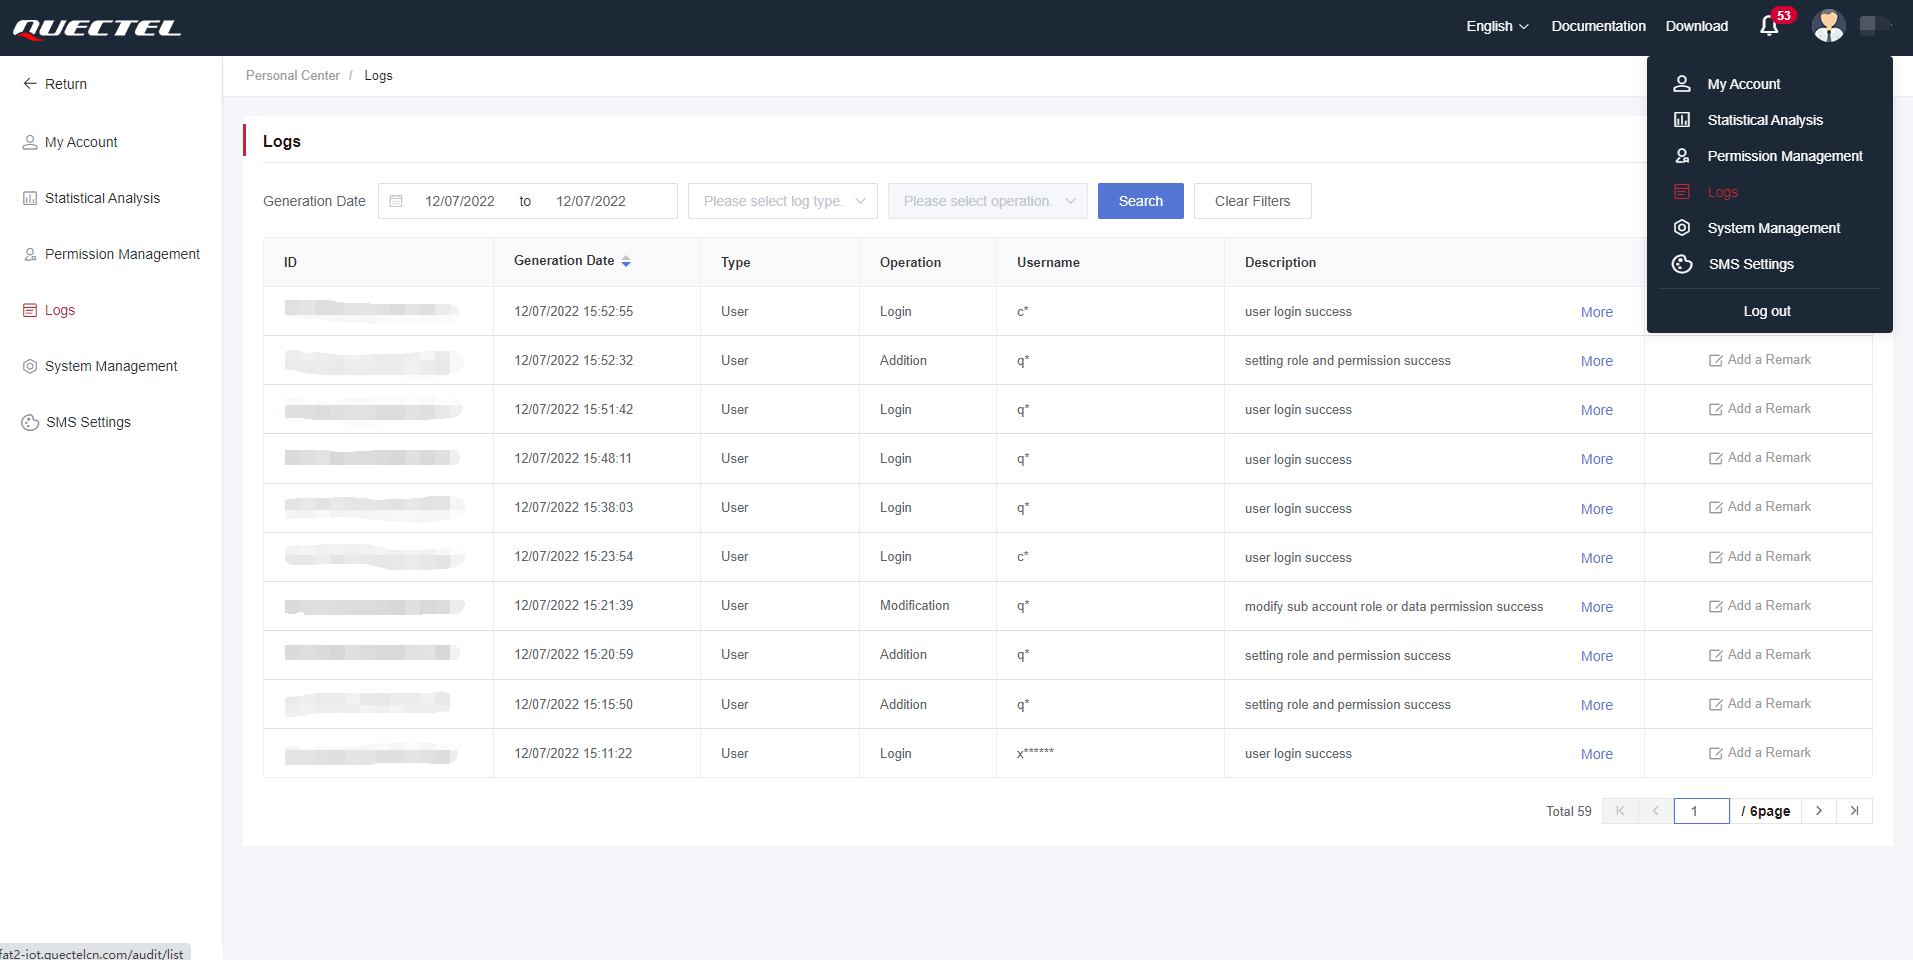 QUECTEL
English
Documentation
Download
53
Return
My Account
Statistical Analysis
Permission Management
Logs
System Management
SMS Settings
Personal Center / Logs
My Account
Statistical Analysis
Permission Management
Logs
System Management
SMS Settings
Log out
Logs
Generation Date 12/07/2022 to 12/07/2022 Please select log type. Please select operation. Search Clear Filters
ID Generation Date Type Operation Username Description
12/07/2022 15:52:55 User Login c* user login success More
12/07/2022 15:52:32 User Addition q* setting role and permission success More Add a Remark
12/07/2022 15:51:42 User Login q* user login success More Add a Remark
12/07/2022 15:48:11 User Login q* user login success More Add a Remark
12/07/2022 15:38:03 User Login q* user login success More Add a Remark
12/07/2022 15:23:54 User Login c* user login success More Add a Remark
12/07/2022 15:21:39 User Modification q* modify sub account role or data permission success More Add a Remark
12/07/2022 15:20:59 User Addition q* setting role and permission success More Add a Remark
12/07/2022 15:15:50 User Addition q* setting role and permission success More Add a Remark
12/07/2022 15:11:22 User Login x****** user login success More Add a Remark
Total 59 1 / 6page
fat2-iot.quectelcn.com/audit/list